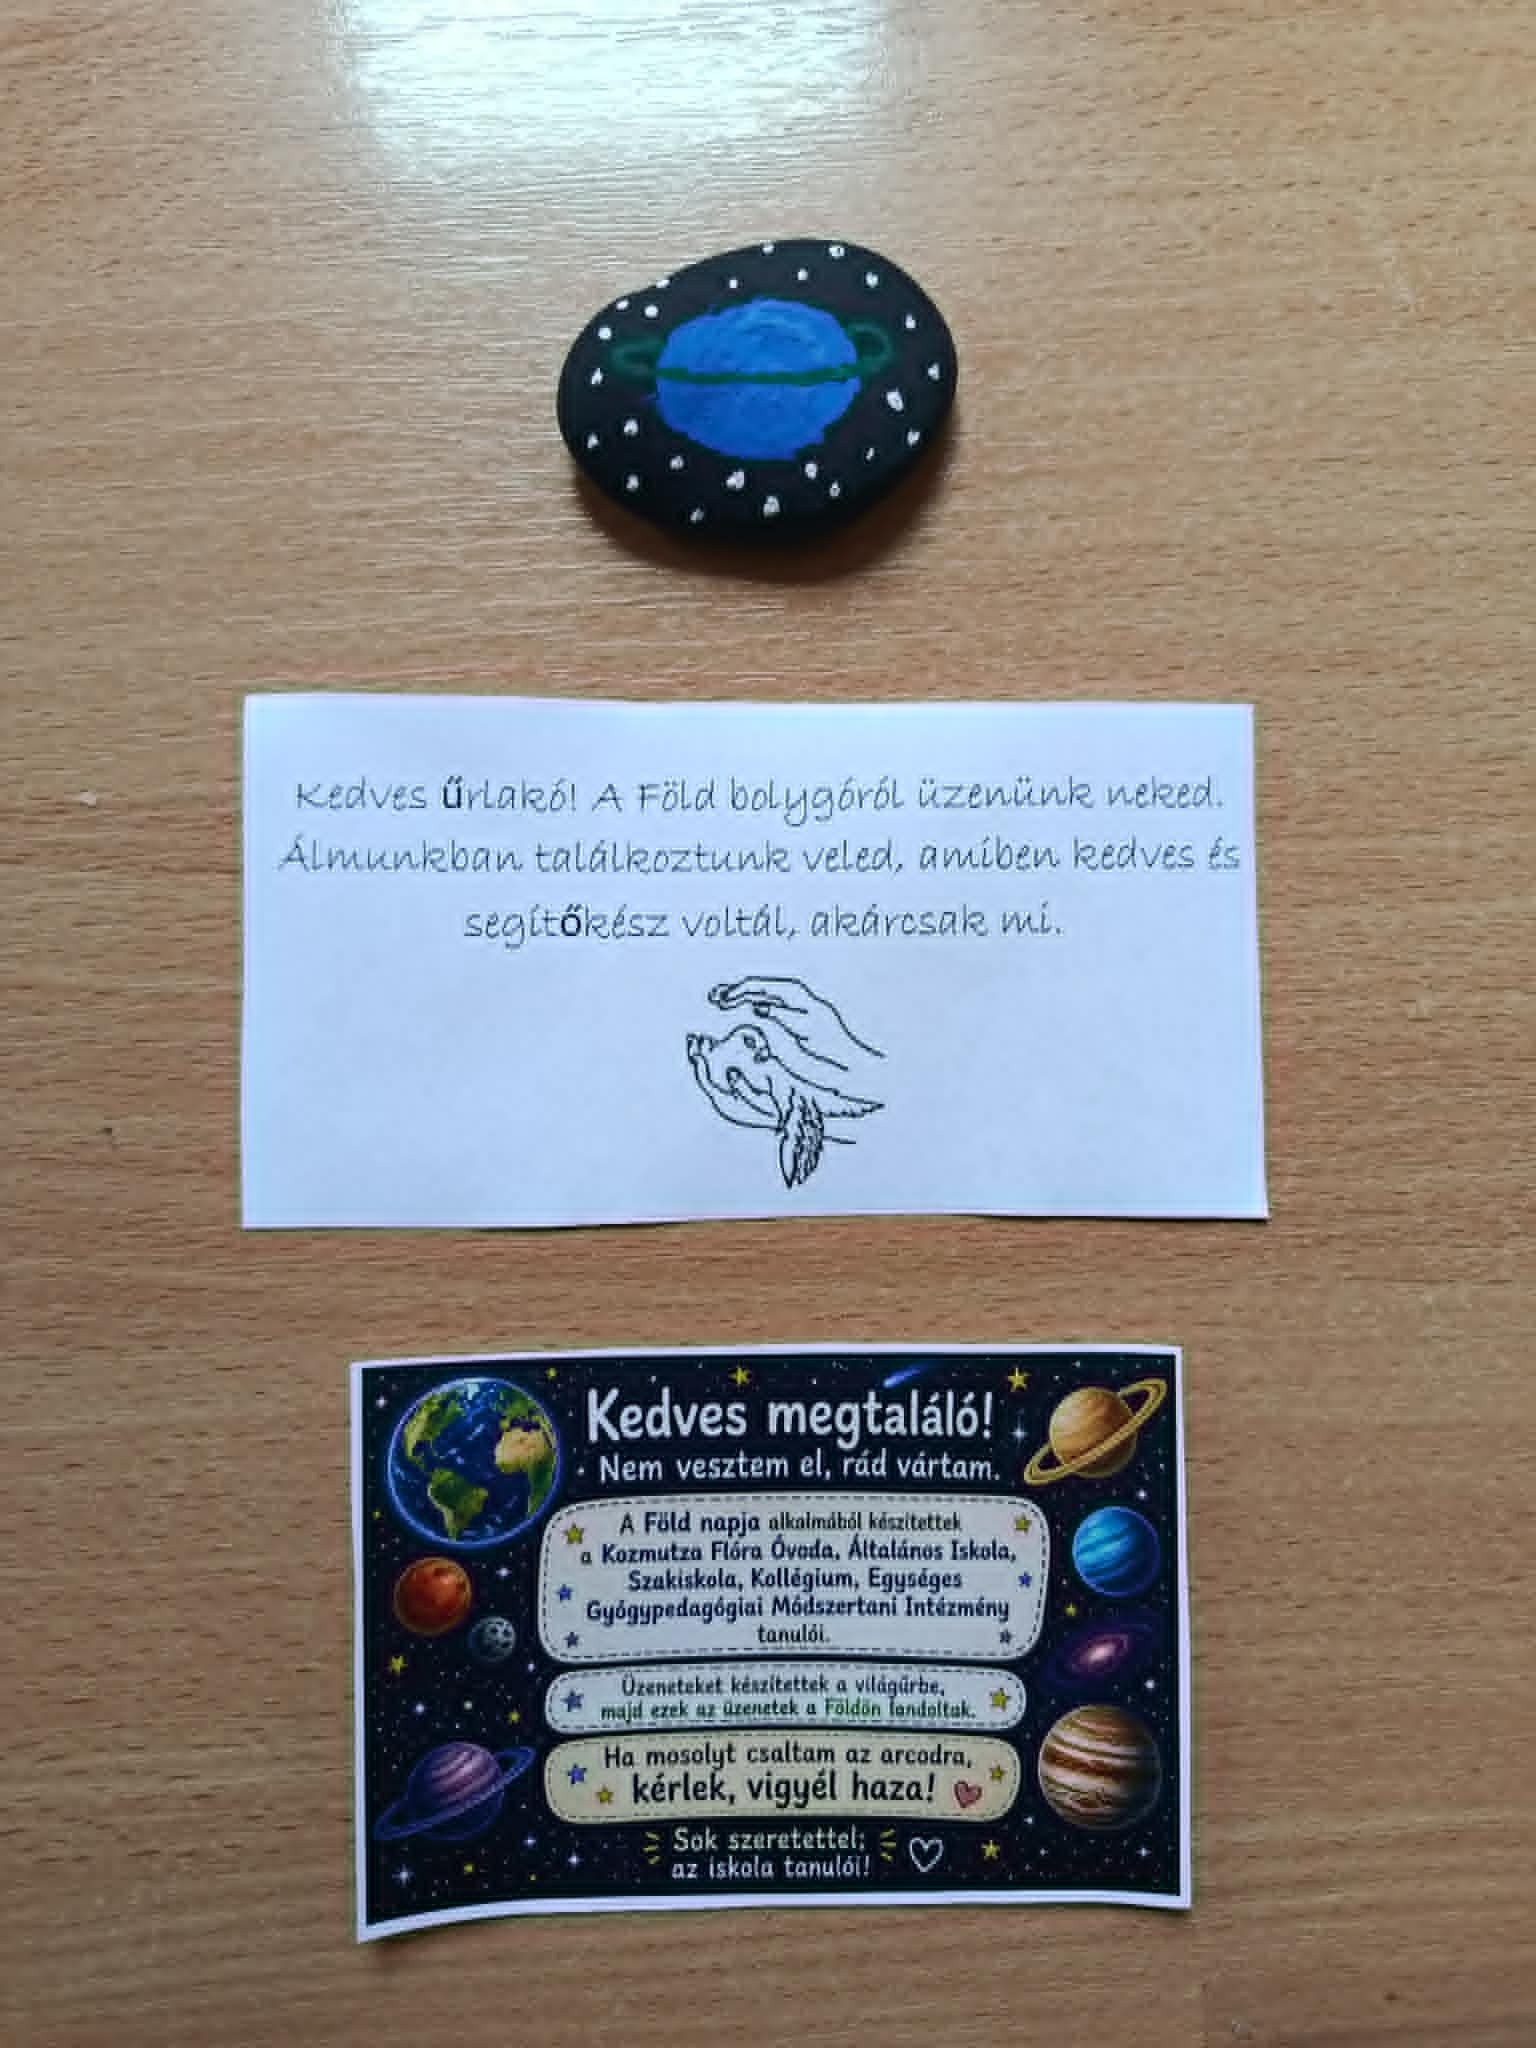 Kedves űrlakó! A Föld bolygóról üzenünk neked.
Álmunkban találkoztunk veled, amiben kedves és
segítőkész voltál, akárcsak mi.
Kedves megtaláló!
Nem vesztem el, rád vártam.
A Föld napja alkalmából készítettek
a Kozmutza Flóra Óvoda, Általános Iskola,
Szakiskola, Kollégium, Egységes
Gyógypedagógiai Módszertani Intézmény
tanulói.
Üzeneteket készítettek a világűrbe,
majd ezek az üzenetek a Földön landoltak.
Ha mosolyt csaltam az arcodra,
kérlek, vigyél haza!
Sok szeretettel:
az iskola tanulói!